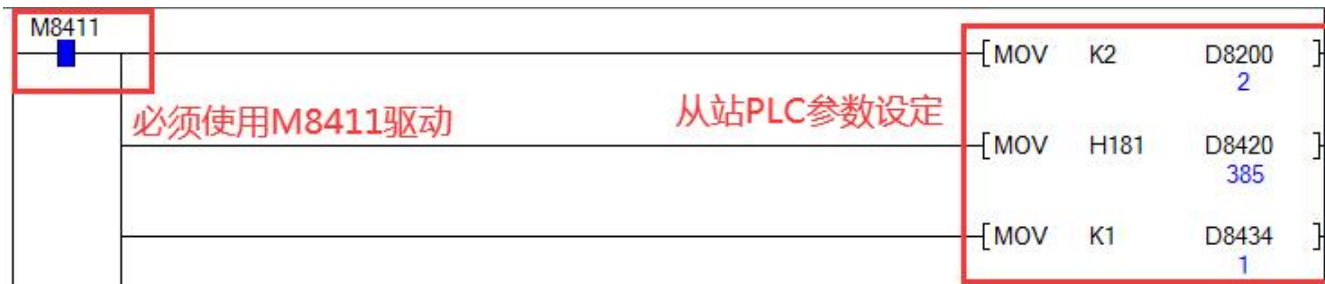 M8411
[MOV K2 D8200 ]
2
必须使用M8411驱动
从站PLC参数设定
[MOV H181 D8420 ]
385
[MOV K1 D8434 ]
1